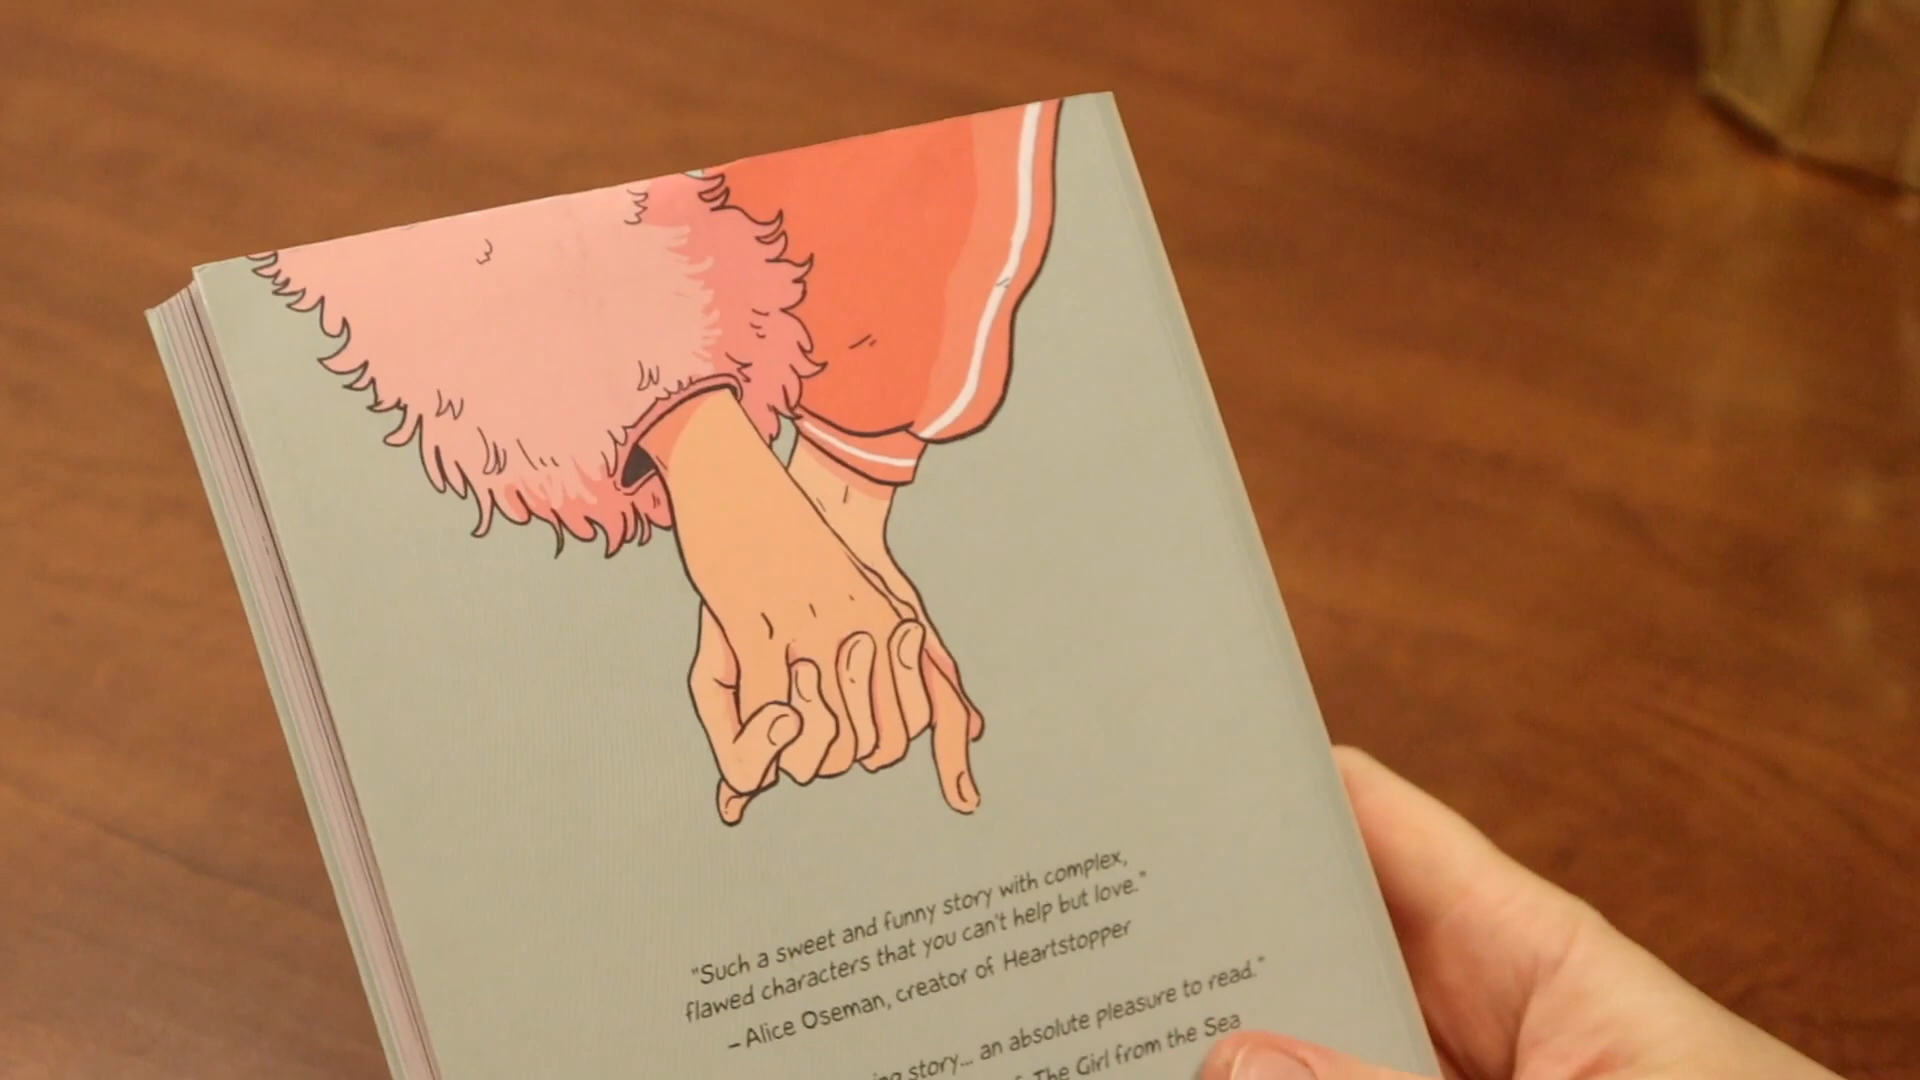 "Such a sweet and funny story with complex,
flawed characters that you can't help but love."
–Alice Oseman, creator of Heartstopper
story... an absolute pleasure to read."
The Girl from the Sea